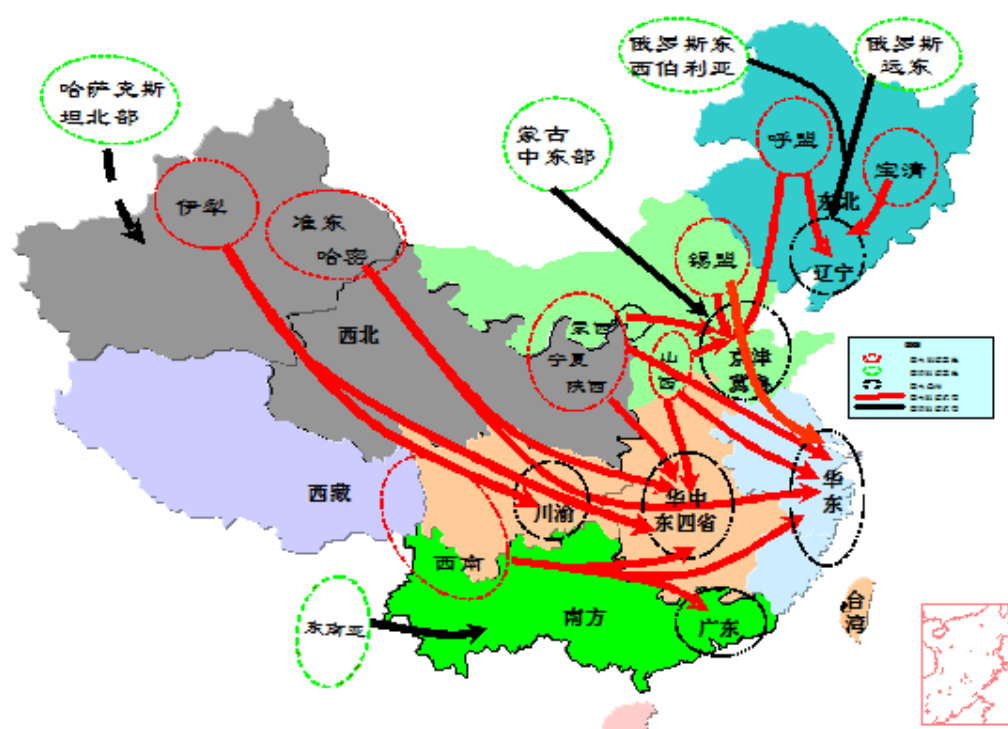 俄罗斯东
西伯利亚
俄罗斯
远东
哈萨克斯
坦北部
蒙古
中东部
呼盟
宝清
伊犁
准东
哈密
东北
锡盟
辽宁
西北
蒙西
宁夏
陕西
山
西
京津
冀鲁
西藏
川渝
华中
东四省
华
东
西南
东南亚
南方
广东
台
湾